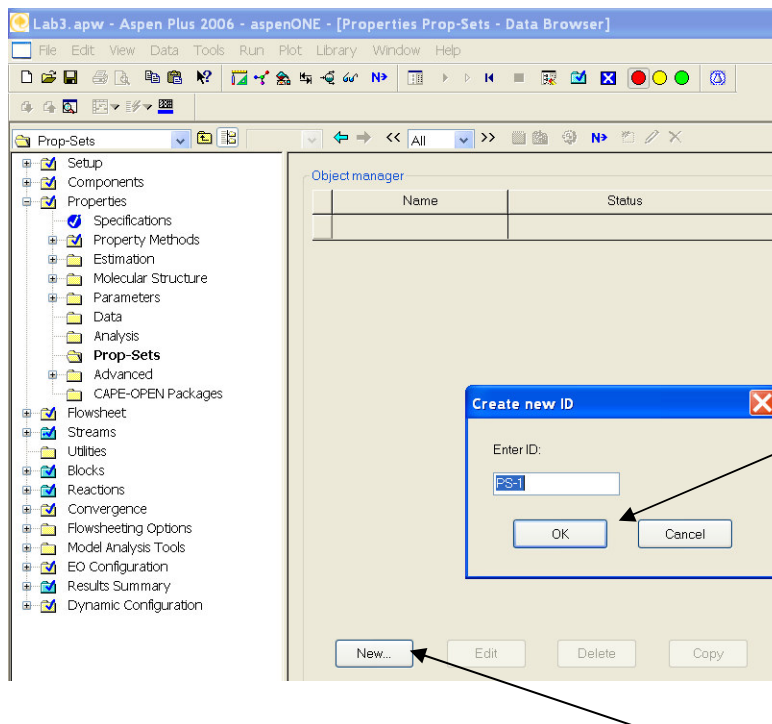 Lab3.apw - Aspen Plus 2006 - aspenONE - [Properties Prop-Sets - Data Browser]
File Edit View Data Tools Run Plot Library Window Help
N>
Prop-Sets << All >> N>
Setup
Components
Properties
Specifications
Property Methods
Estimation
Molecular Structure
Parameters
Data
Analysis
Prop-Sets
Advanced
CAPE-OPEN Packages
Flowsheet
Streams
Utilities
Blocks
Reactions
Convergence
Flowsheeting Options
Model Analysis Tools
EO Configuration
Results Summary
Dynamic Configuration
Object manager
Name Status
Create new ID
Enter ID:
PS-1
OK Cancel
New... Edit Delete Copy